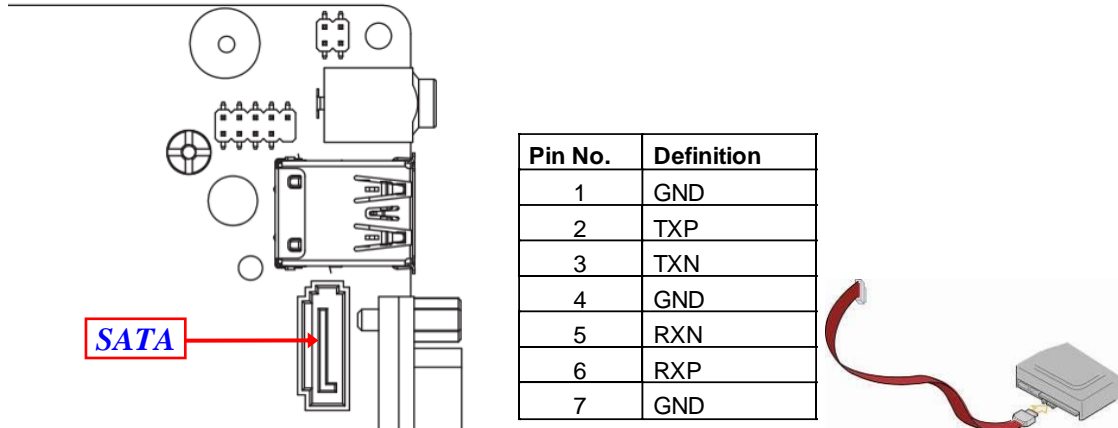 SATA
Pin No. Definition
1 GND
2 TXP
3 TXN
4 GND
5 RXN
6 RXP
7 GND